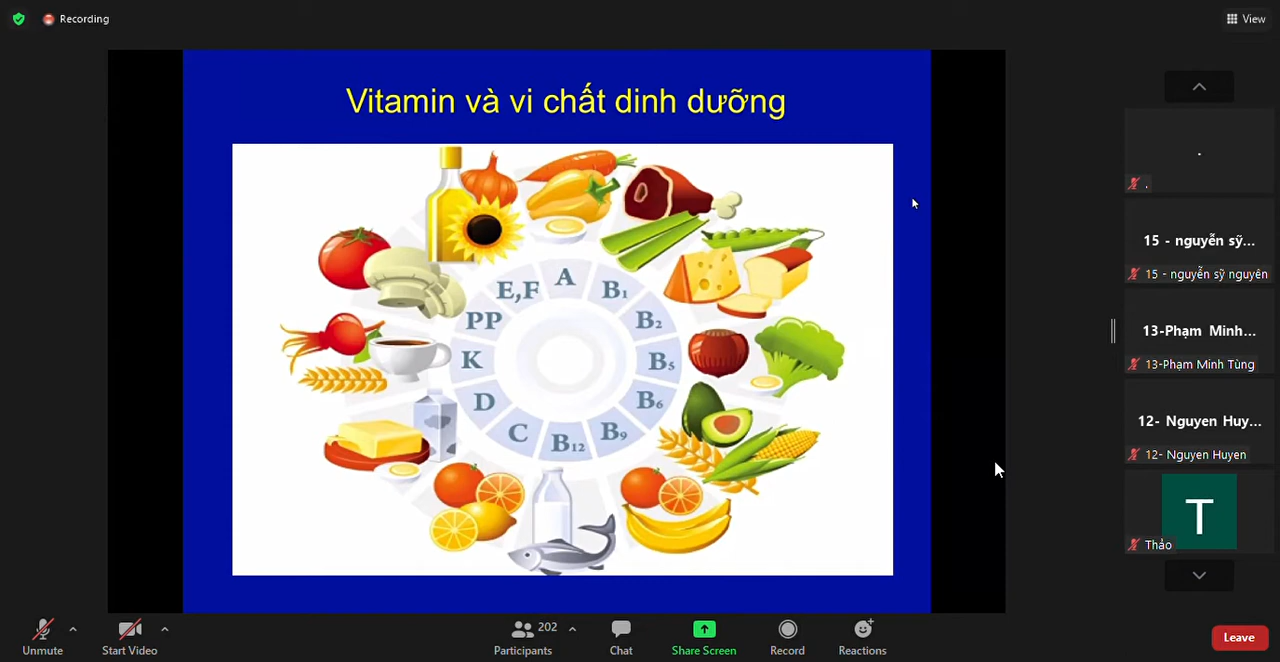 Recording
View
Vitamin và vi chất dinh dưỡng
A
B1
B2
B5
B6
B9
B12
C
D
K
PP
E,F
.
.
15 - nguyễn sỹ...
15 - nguyễn sỹ nguyên
13-Phạm Minh...
13-Phạm Minh Tùng
12- Nguyen Huy...
12- Nguyen Huyen
T
Thảo
Unmute
Start Video
202
Participants
Chat
Share Screen
Record
Reactions
Leave